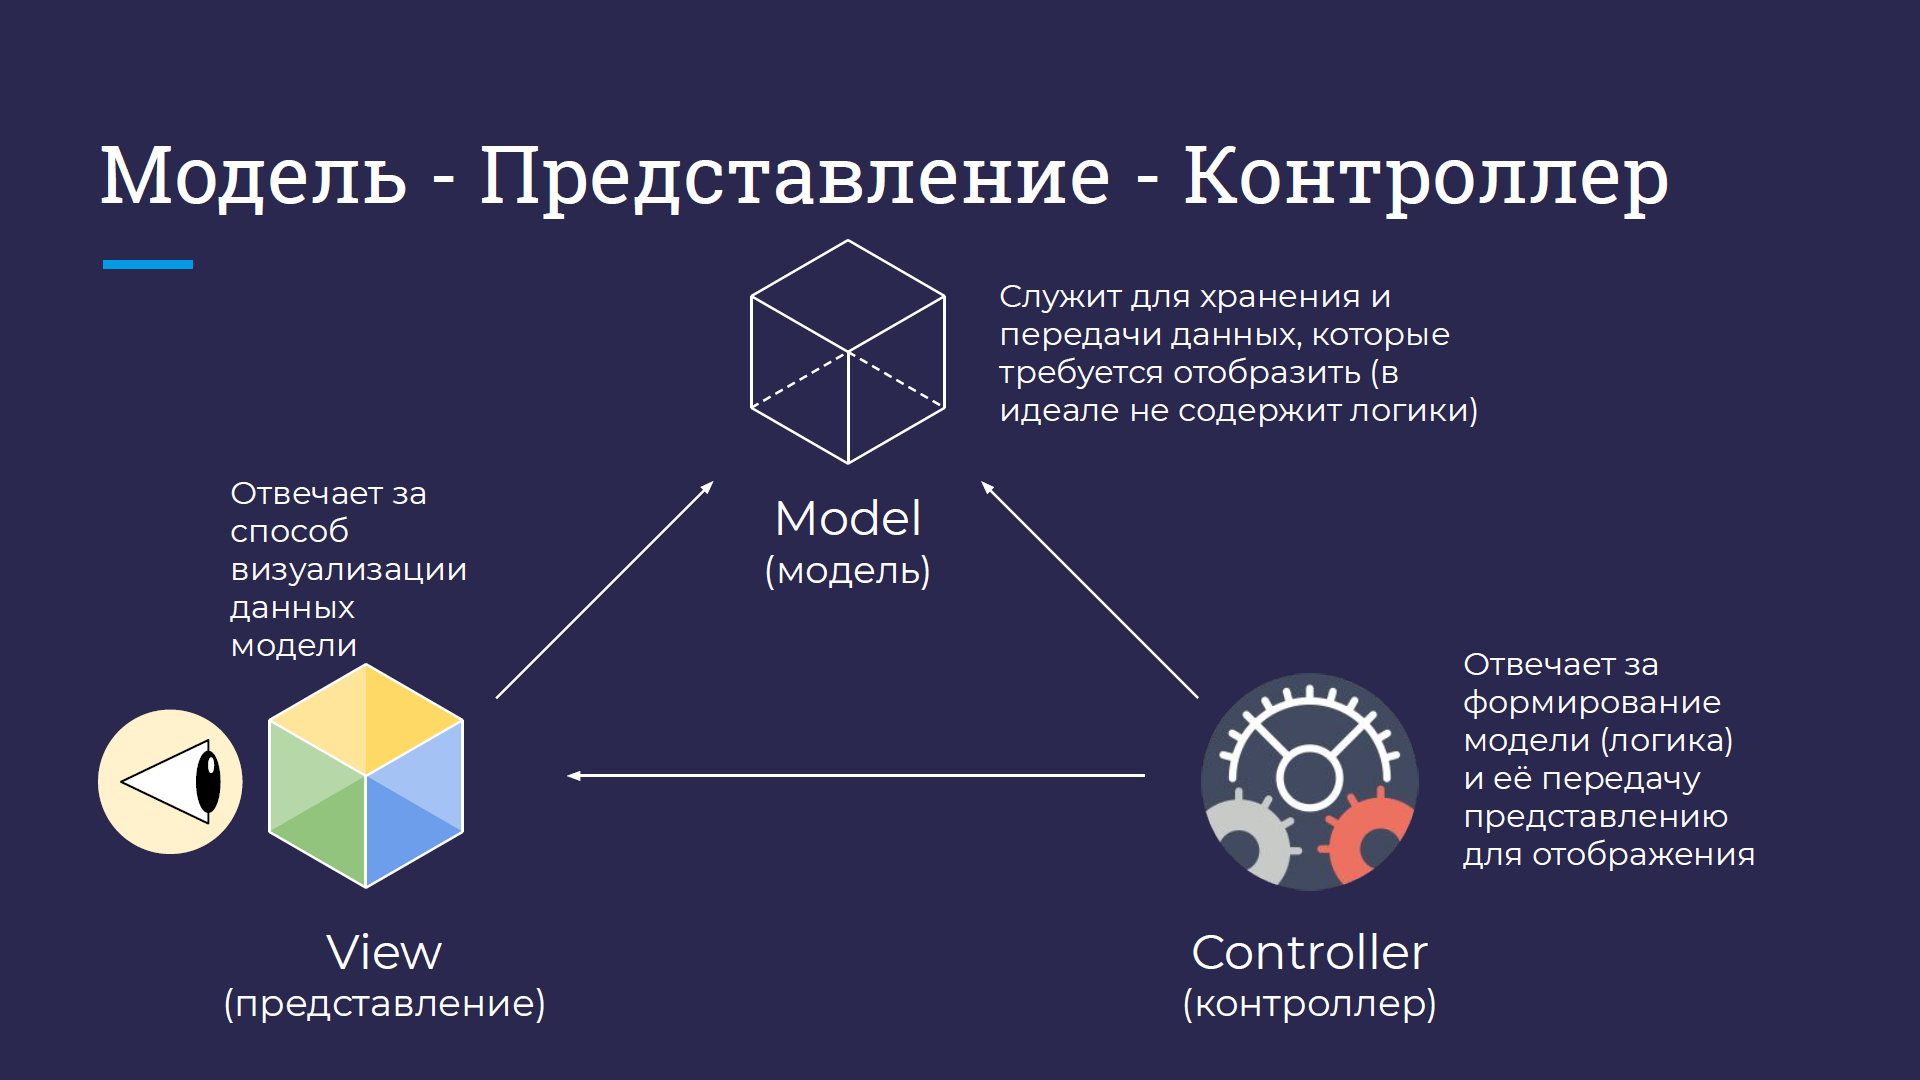 Модель - Представление - Контроллер
Служит для хранения и
передачи данных, которые
требуется отобразить (в
идеале не содержит логики)
Model
(модель)
Отвечает за
способ
визуализации
данных
модели
View
(представление)
Отвечает за
формирование
модели (логика)
и её передачу
представлению
для отображения
Controller
(контроллер)